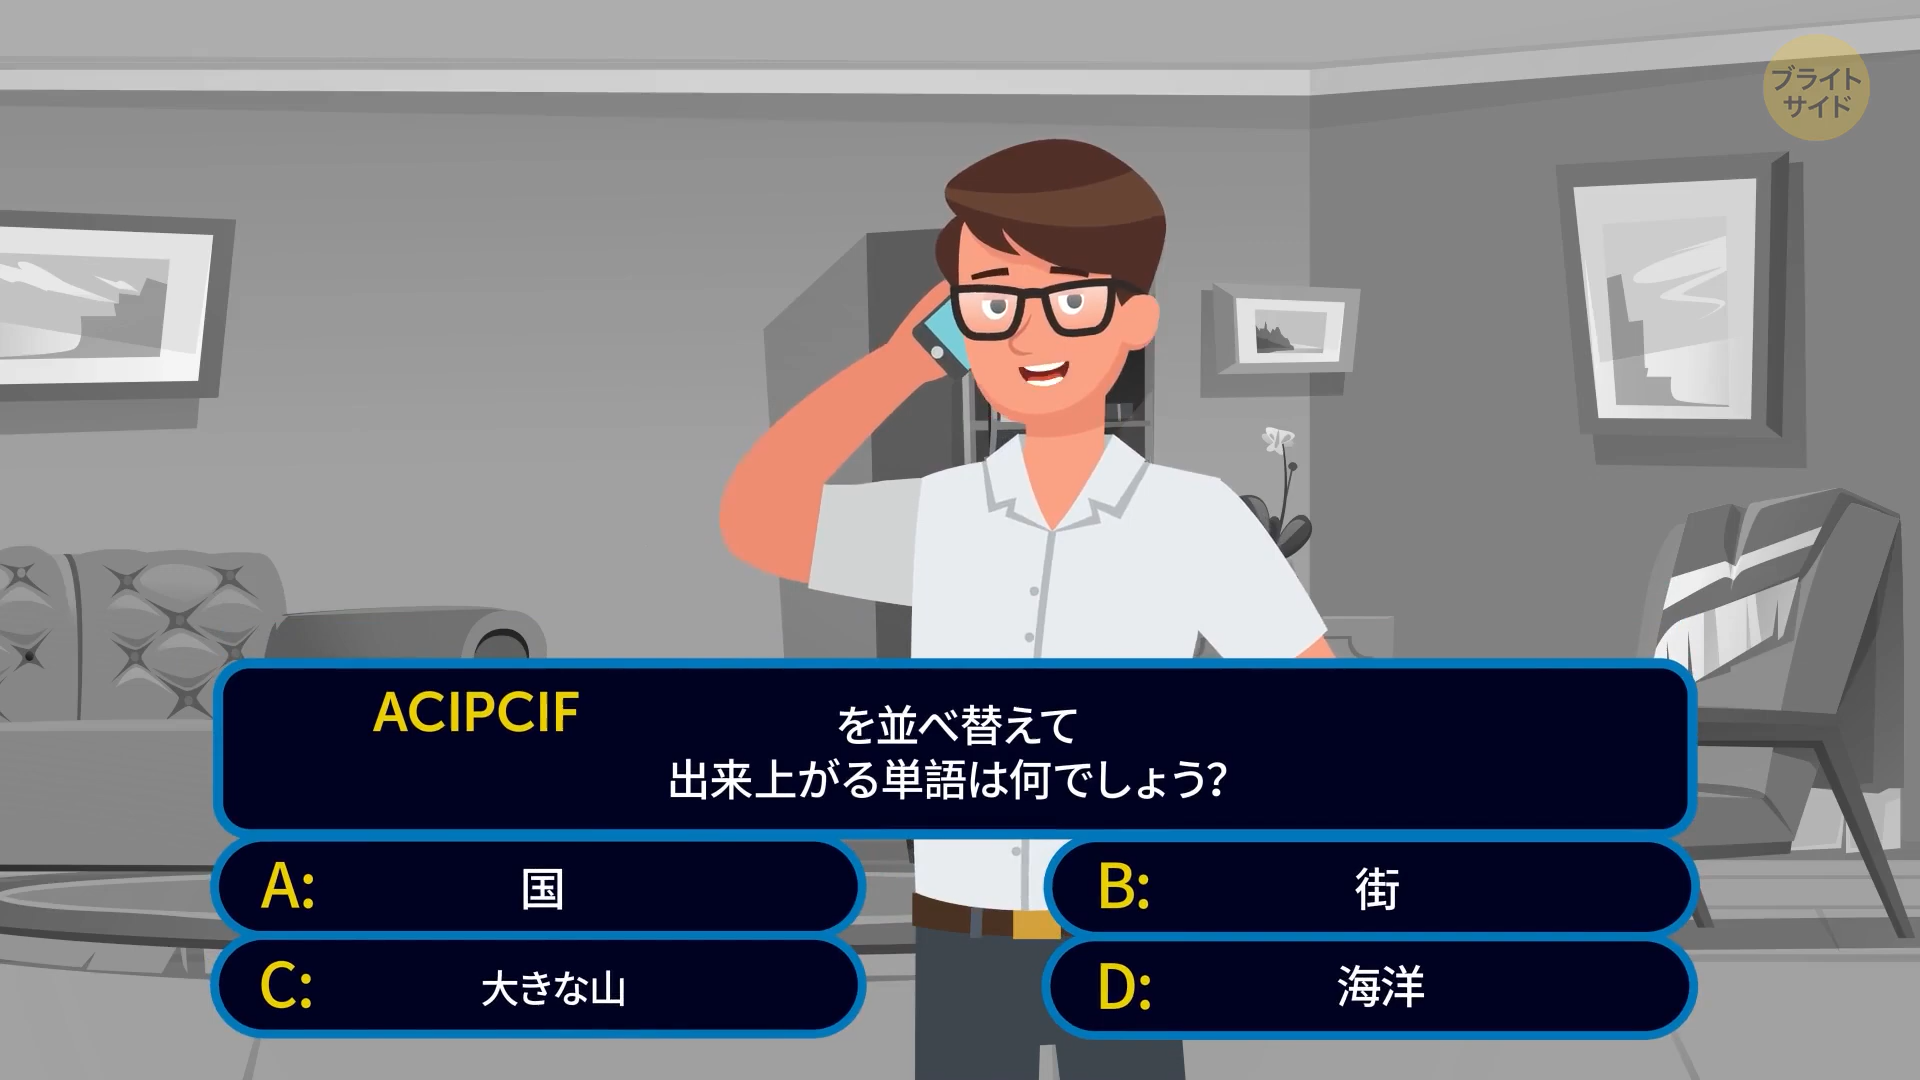 ブライト
サイド
ACIPCIF
を並べ替えて
出来上がる単語は何でしょう?
A: 国
B: 街
C: 大きな山
D: 海洋